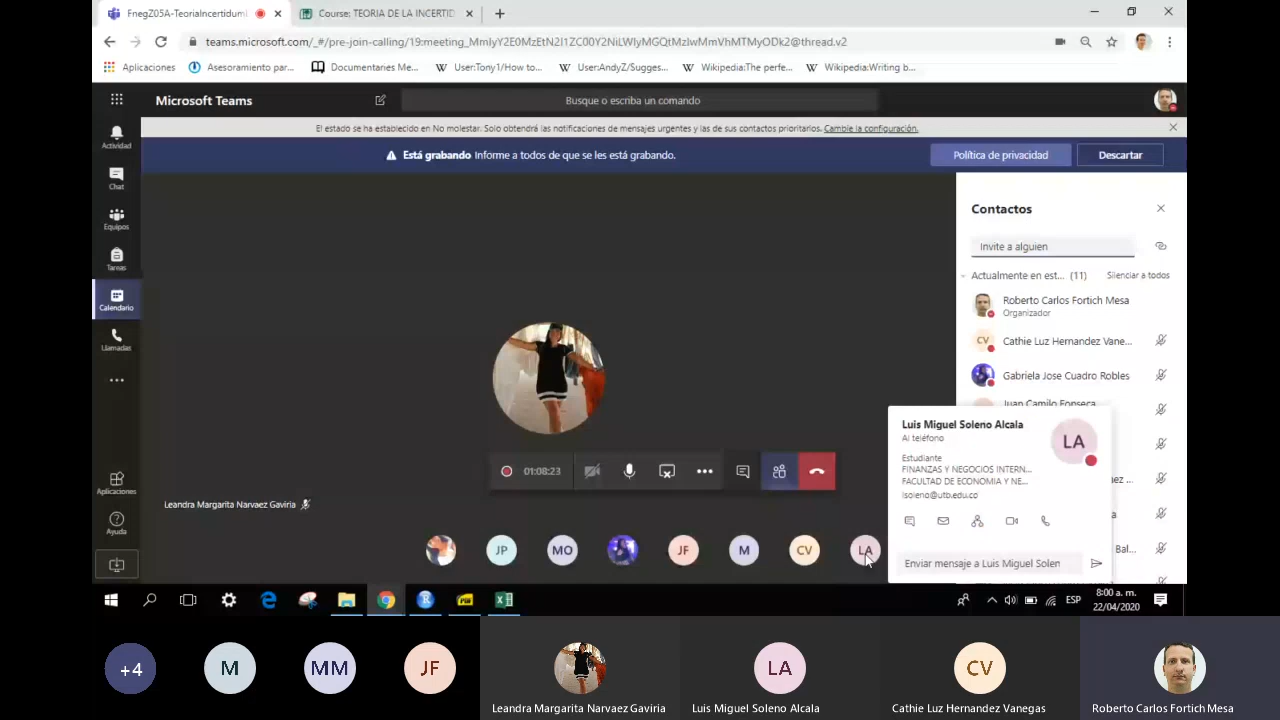 FnegZ05A-TeoriaIncertidum
Course: TEORIA DE LA INCERTID
teams.microsoft.com/_#/pre-join-calling/19:meeting_MmIyY2E0MzEtN2I1ZC00Y2NiLWIyMGQtMzIwMmVhMTMyODk2@thread.v2
Aplicaciones
Asesoramiento par...
Documentaries Me...
User:Tony1/How to...
User:AndyZ/Sugges...
Wikipedia:The perfe...
Wikipedia:Writing b...
Microsoft Teams
Busque o escriba un comando
El estado se ha establecido en No molestar. Solo obtendrá las notificaciones de mensajes urgentes y las de sus contactos prioritarios. Cambie la configuración.
Está grabando Informe a todos de que se les está grabando.
Política de privacidad
Descartar
Actividad
Chat
Equipos
Tareas
Calendario
Llamadas
Aplicaciones
Ayuda
Contactos
Invite a alguien
Actualmente en est... (11)
Silenciar a todos
Roberto Carlos Fortich Mesa
Organizador
CV
Cathie Luz Hernandez Vane...
Gabriela Jose Cuadro Robles
Juan Camilo Fonseca
Luis Miguel Soleno Alcala
Al teléfono
LA
Estudiante
FINANZAS Y NEGOCIOS INTERN...
FACULTAD DE ECONOMIA Y NE...
lsoleno@utb.edu.co
Enviar mensaje a Luis Miguel Solen
ez ...
a
Bal...
01:08:23
Leandra Margarita Narvaez Gaviria
JP
MO
JF
M
CV
LA
ESP
8:00 a. m.
22/04/2020
+4
M
MM
JF
LA
CV
Leandra Margarita Narvaez Gaviria
Luis Miguel Soleno Alcala
Cathie Luz Hernandez Vanegas
Roberto Carlos Fortich Mesa